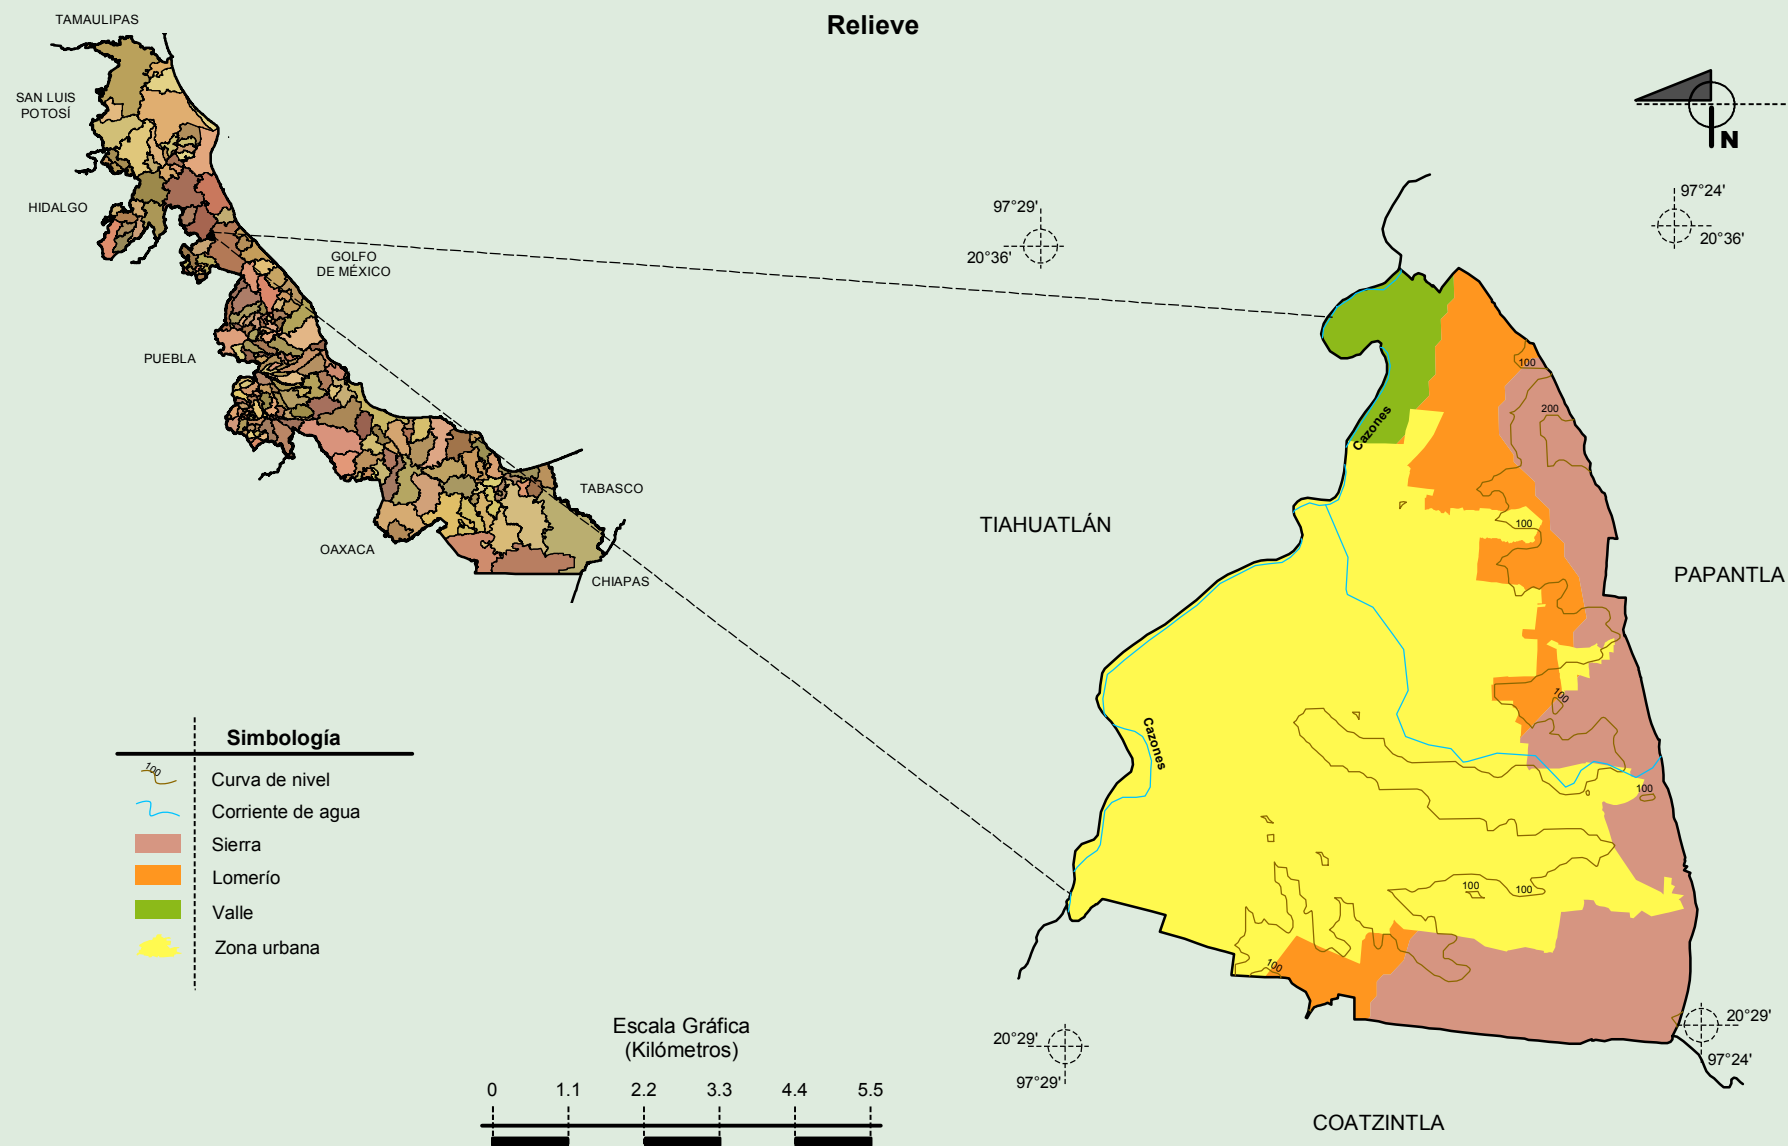 Relieve
TAMAULIPAS
SAN LUIS
POTOSÍ
HIDALGO
GOLFO
DE MÉXICO
PUEBLA
TABASCO
OAXACA
CHIAPAS
N
97°29'
20°36'
97°24'
20°36'
100
200
Cazones
TIAHUATLÁN
100
PAPANTLA
100
Cazones
100
100
100
100
20°29'
97°29'
20°29'
97°24'
COATZINTLA
Simbología
100
Curva de nivel
Corriente de agua
Sierra
Lomerío
Valle
Zona urbana
Escala Gráfica
(Kilómetros)
0 1.1 2.2 3.3 4.4 5.5